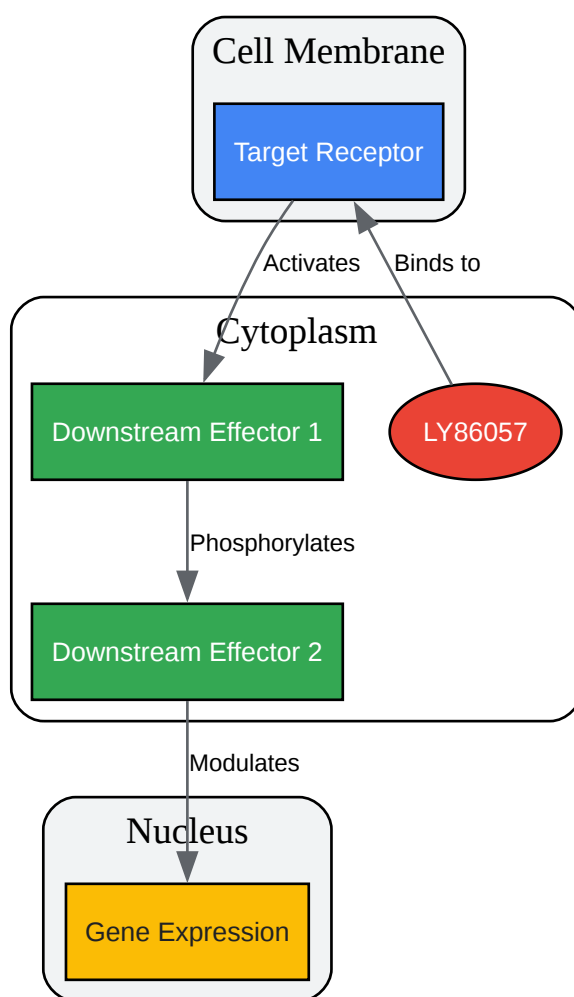 Cell Membrane
Target Receptor
Activates
Binds to
Cytoplasm
Downstream Effector 1
LY86057
Phosphorylates
Downstream Effector 2
Modulates
Nucleus
Gene Expression